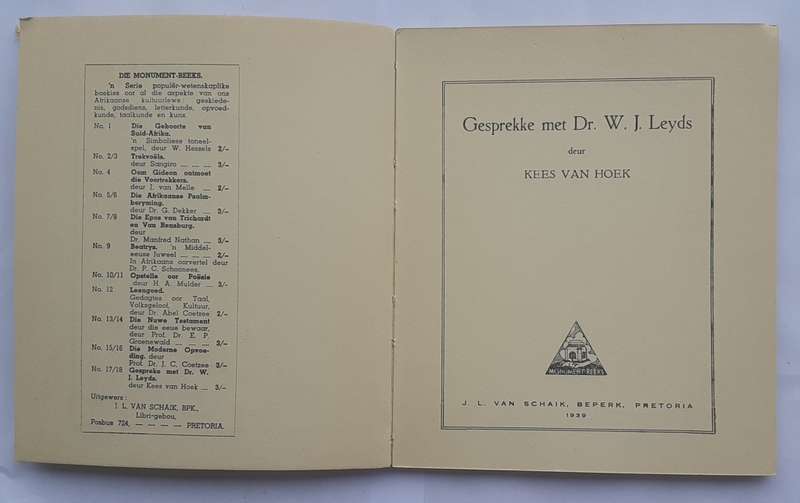 DIE MONUMENT-REEKS.
'n Serie populêr-wetenskaplike
boekies oor al die aspekte van ons
Afrikaanse kultuurlewe: geskiede-
nis, godsdiens, letterkunde, opvoed-
kunde, taalkunde en kuns.
No. 1 Die Geboorte van
Suid-Afrika.
'n Simboliese toneel-
spel, deur W. Hessels 2/-
No. 2/3 Trekvoëls.
deur Sangiro — — — 3/-
No. 4 Oom Gideon ontmoet
die Voortrekkers.
deur J. van Melle — 2/-
No. 5/6 Die Afrikaanse Psalm-
beryming.
deur Dr. G. Dekker — 3/-
No. 7/8 Die Epos van Trichardt
en Van Rensburg.
deur
Dr. Manfred Nathan — 3/-
No. 9 Beatrys. 'n Middel-
eeuse Juweel — — — 2/-
In Afrikaans oorvertel deur
Dr. P. C. Schoonees.
No. 10/11 Opstelle oor Poësie
deur H. A. Mulder — 3/-
No. 12 Leengoed.
Gedagtes oor Taal,
Volksgeloof, Kultuur,
deur Dr. Abel Coetzee 2/-
No. 13/14 Die Nuwe Testament
deur die eeue bewaar,
deur Prof. Dr. E. P.
Groenewald — — — 3/-
No. 15/16 Die Moderne Opvoe-
ding. deur
Prof. Dr. J. C. Coetzee 3/-
No. 17/18 Gesprekke met Dr. W.
J. Leyds.
deur Kees van Hoek — 3/-
Uitgewers:
J. L. VAN SCHAIK, BPK.,
Libri-gebou,
Posbus 724, — — — — PRETORIA.
Gesprekke met Dr. W. J. Leyds
deur
KEES VAN HOEK
MONUMENT-REEKS
J. L. VAN SCHAIK, BEPERK, PRETORIA
1939